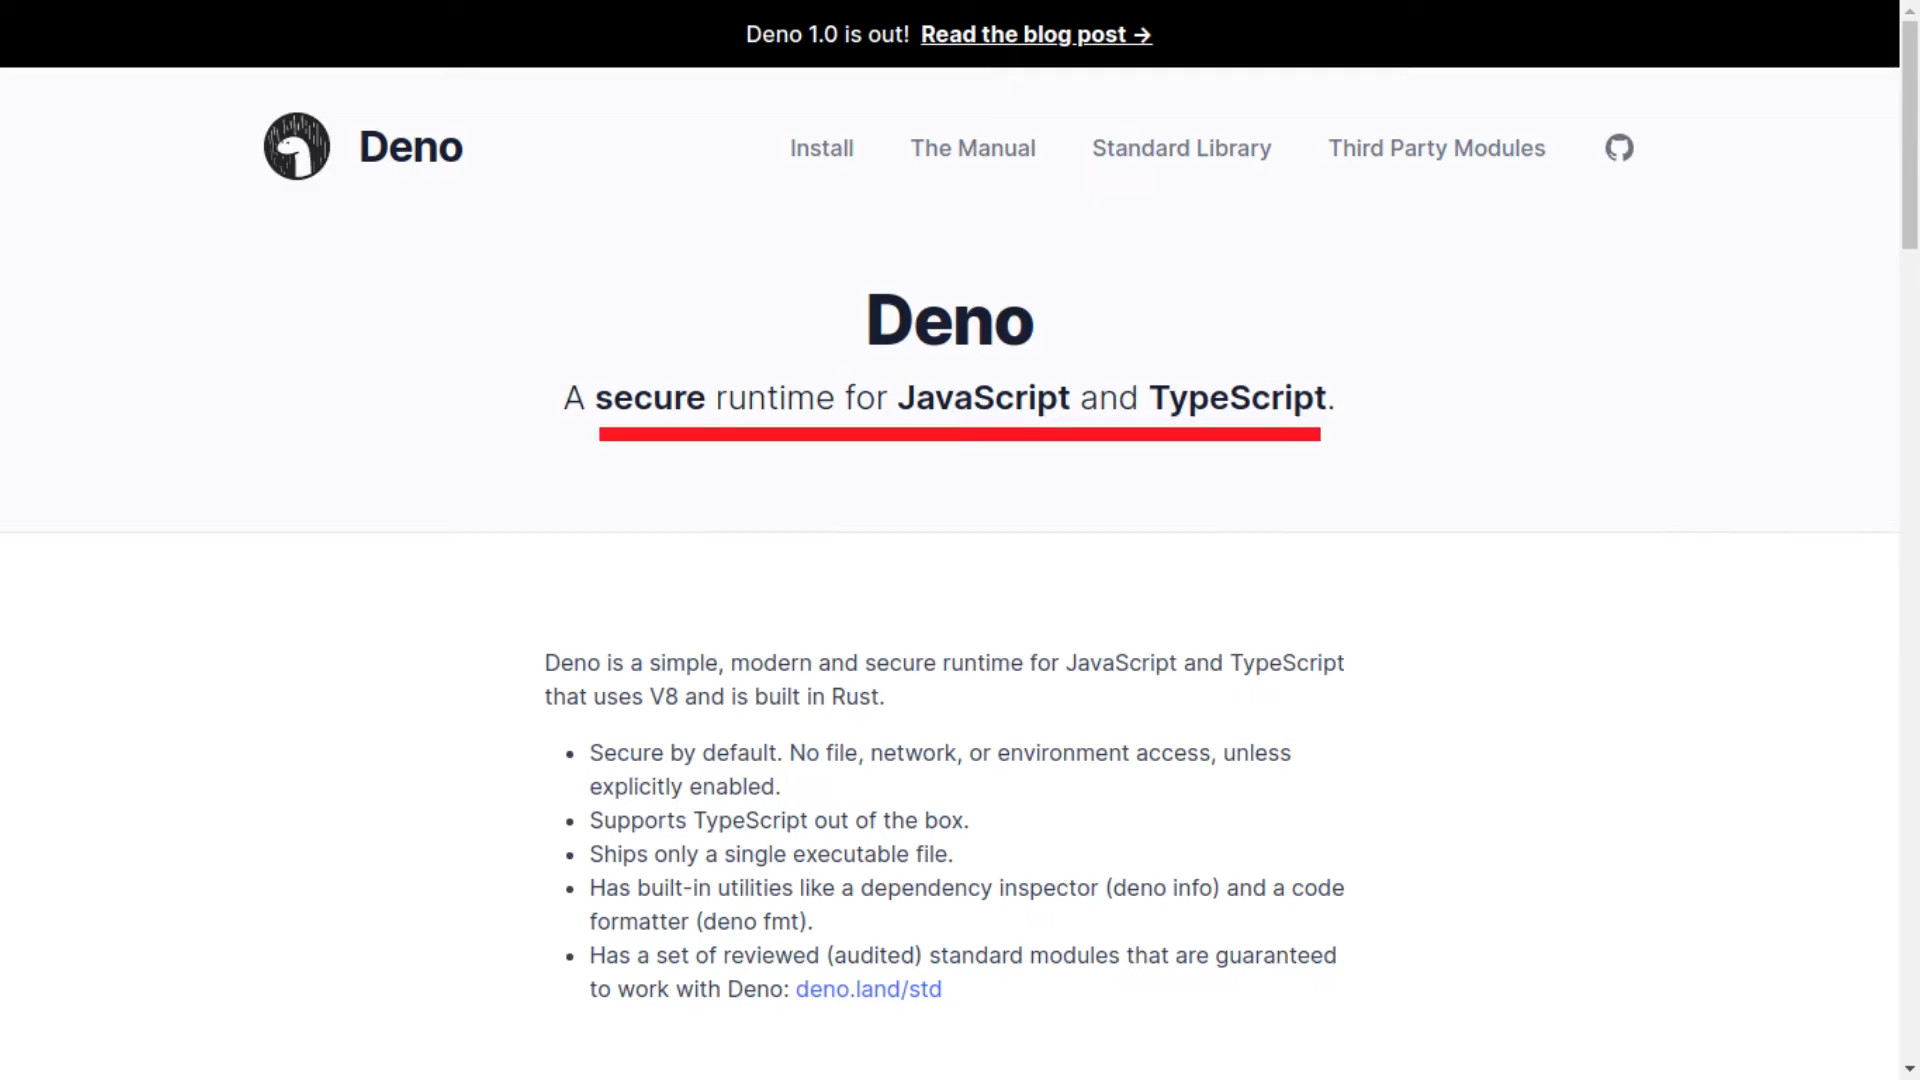 Deno 1.0 is out! Read the blog post →
Deno
Install The Manual Standard Library Third Party Modules
Deno
A secure runtime for JavaScript and TypeScript.
Deno is a simple, modern and secure runtime for JavaScript and TypeScript
that uses V8 and is built in Rust.
• Secure by default. No file, network, or environment access, unless
explicitly enabled.
• Supports TypeScript out of the box.
• Ships only a single executable file.
• Has built-in utilities like a dependency inspector (deno info) and a code
formatter (deno fmt).
• Has a set of reviewed (audited) standard modules that are guaranteed
to work with Deno: deno.land/std